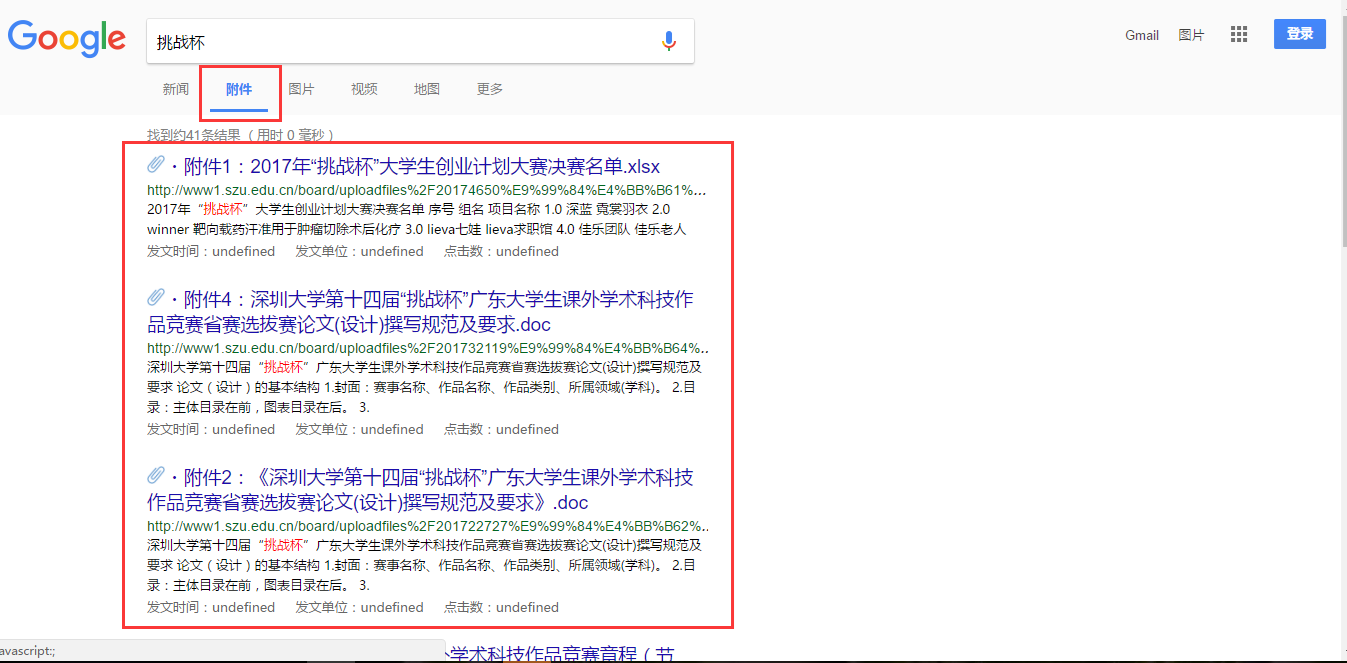 Google
挑战杯
Gmail 图片 登录
新闻 附件 图片 视频 地图 更多
找到约41条结果（用时 0 毫秒）
· 附件1：2017年“挑战杯”大学生创业计划大赛决赛名单.xlsx
http://www1.szu.edu.cn/board/uploadfiles%2F20174650%E9%99%84%E4%BB%B61%...
2017年“挑战杯”大学生创业计划大赛决赛名单 序号 组名 项目名称 1.0 深蓝 霓裳羽衣 2.0
winner 靶向载药汗准用于肿瘤切除术后化疗 3.0 lieva七娃 lieva求职馆 4.0 佳乐团队 佳乐老人
发文时间：undefined 发文单位：undefined 点击数：undefined
· 附件4：深圳大学第十四届“挑战杯”广东大学生课外学术科技作
品竞赛省赛选拔赛论文(设计)撰写规范及要求.doc
http://www1.szu.edu.cn/board/uploadfiles%2F201732119%E9%99%84%E4%BB%B64%..
深圳大学第十四届“挑战杯”广东大学生课外学术科技作品竞赛省赛选拔赛论文(设计)撰写规范及
要求 论文（设计）的基本结构 1.封面：赛事名称、作品名称、作品类别、所属领域(学科)。 2.目
录：主体目录在前，图表目录在后。 3.
发文时间：undefined 发文单位：undefined 点击数：undefined
· 附件2：《深圳大学第十四届“挑战杯”广东大学生课外学术科技
作品竞赛省赛选拔赛论文(设计)撰写规范及要求》.doc
http://www1.szu.edu.cn/board/uploadfiles%2F201722727%E9%99%84%E4%BB%B62%..
深圳大学第十四届“挑战杯”广东大学生课外学术科技作品竞赛省赛选拔赛论文(设计)撰写规范及
要求 论文（设计）的基本结构 1.封面：赛事名称、作品名称、作品类别、所属领域(学科)。 2.目
录：主体目录在前，图表目录在后。 3.
发文时间：undefined 发文单位：undefined 点击数：undefined
avascript:;
学术科技作品竞赛章程（节